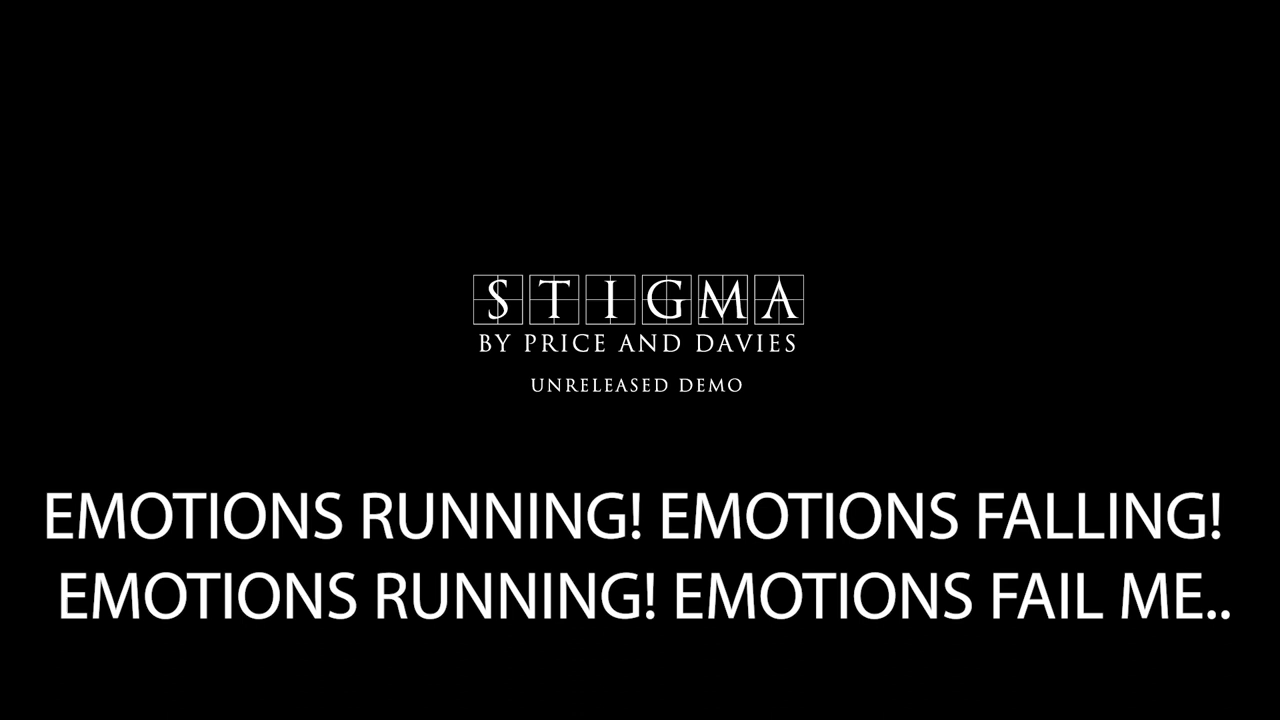 STIGMA
BY PRICE AND DAVIES
UNRELEASED DEMO
EMOTIONS RUNNING! EMOTIONS FALLING!
EMOTIONS RUNNING! EMOTIONS FAIL ME..